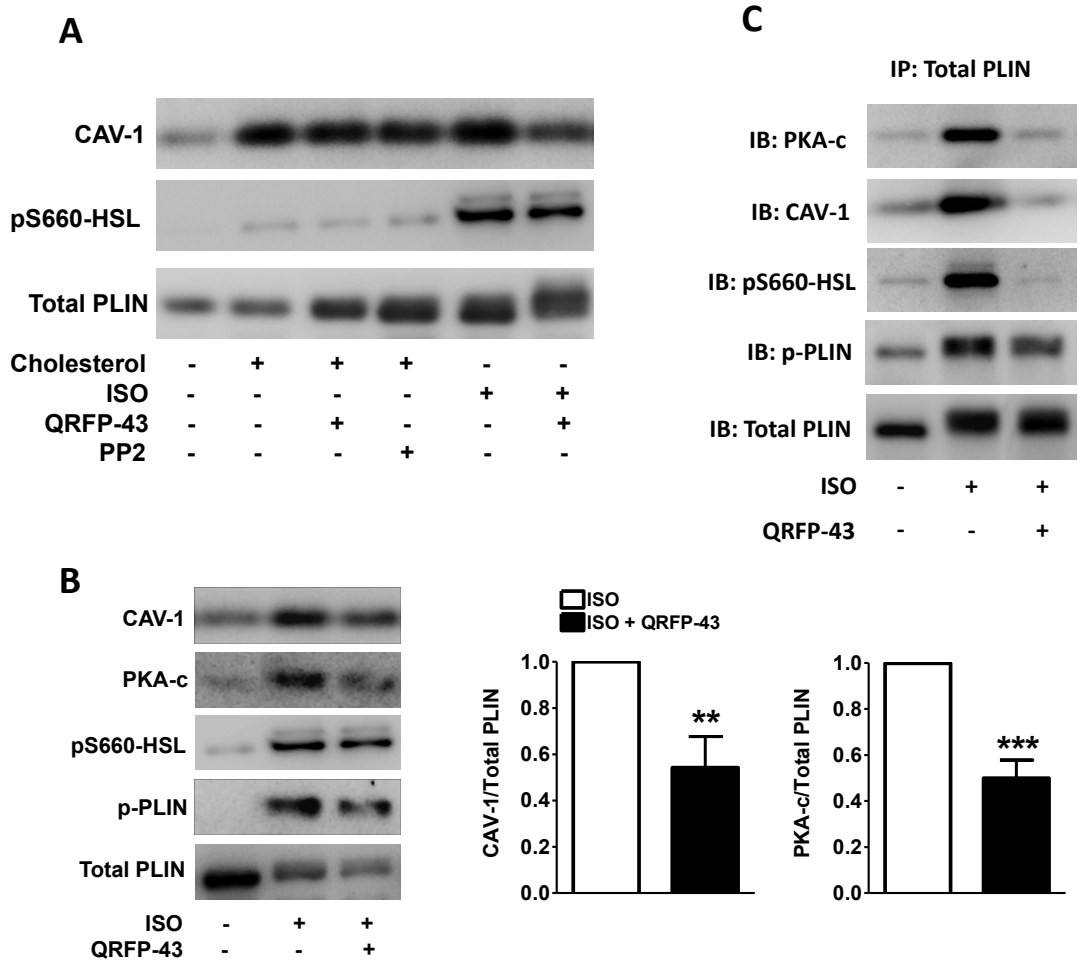 A
CAV-1
pS660-HSL
Total PLIN
Cholesterol - + + + - -
ISO - - - - + +
QRFP-43 - - + - - +
PP2 - - - + - -
C
IP: Total PLIN
IB: PKA-c
IB: CAV-1
IB: pS660-HSL
IB: p-PLIN
IB: Total PLIN
ISO - + +
QRFP-43 - - +
B
CAV-1
PKA-c
pS660-HSL
p-PLIN
Total PLIN
ISO - + +
QRFP-43 - - +
ISO
ISO + QRFP-43
CAV-1/Total PLIN
1.0
0.8
0.6
0.4
0.2
0.0
**
PKA-c/Total PLIN
1.0
0.8
0.6
0.4
0.2
0.0
***